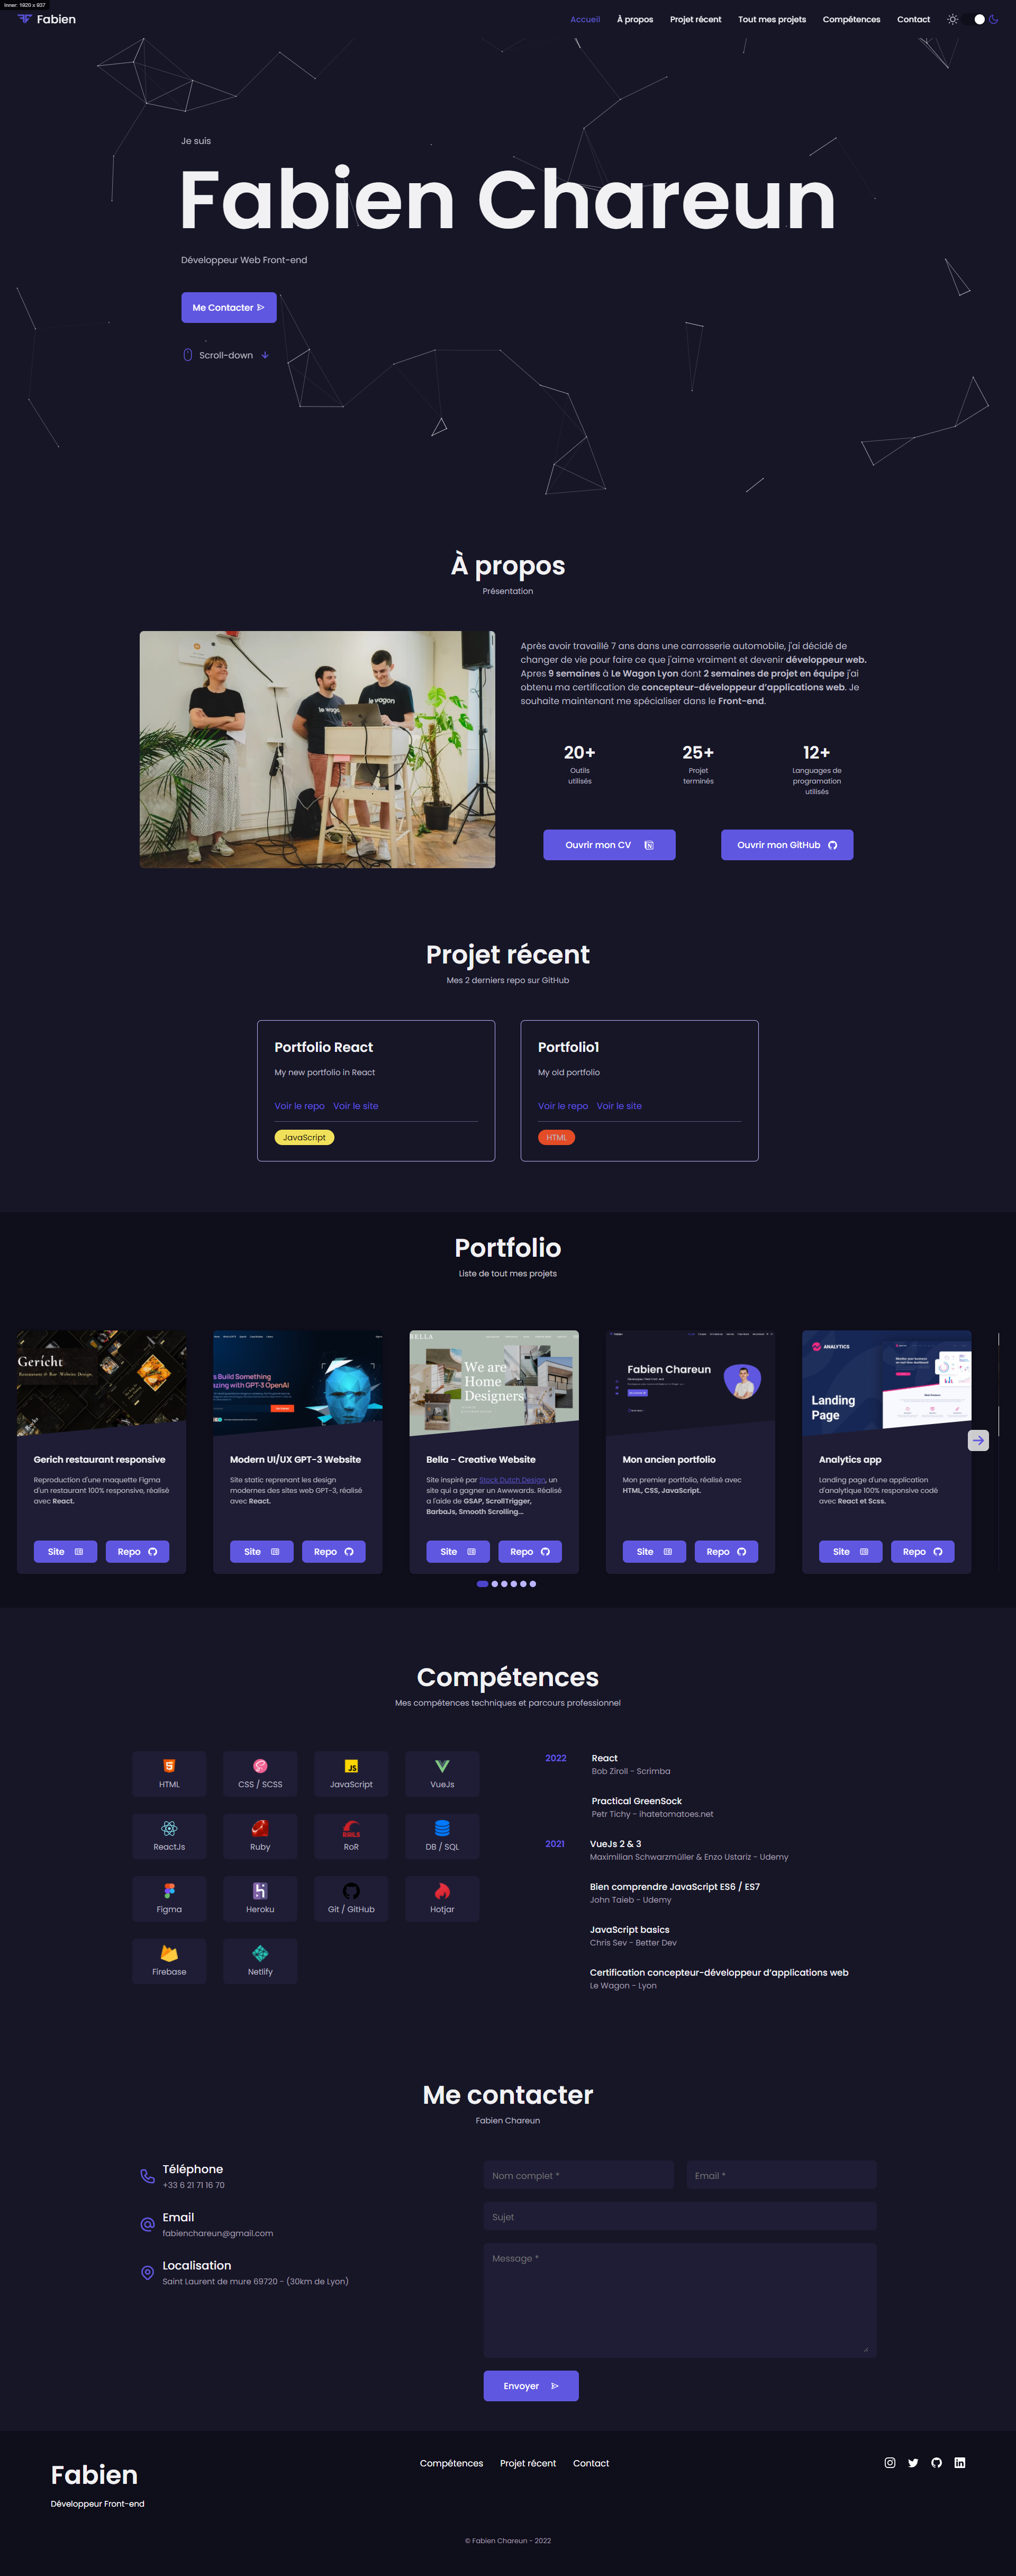 Inner: 1920 x 937
Fabien
Accueil
À propos
Projet récent
Tout mes projets
Compétences
Contact
Je suis
Fabien Chareun
Développeur Web Front-end
Me Contacter
Scroll-down
À propos
Présentation
Après avoir travaillé 7 ans dans une carrosserie automobile, j'ai décidé de
changer de vie pour faire ce que j'aime vraiment et devenir développeur web.
Apres 9 semaines à Le Wagon Lyon dont 2 semaines de projet en équipe j'ai
obtenu ma certification de concepteur-développeur d'applications web. Je
souhaite maintenant me spécialiser dans le Front-end.
20+
Outils
utilisés
25+
Projet
terminés
12+
Languages de
programation
utilisés
Ouvrir mon CV
Ouvrir mon GitHub
Projet récent
Mes 2 derniers repo sur GitHub
Portfolio React
My new portfolio in React
Voir le repo
Voir le site
JavaScript
Portfolio1
My old portfolio
Voir le repo
Voir le site
HTML
Portfolio
Liste de tout mes projets
Gericht
Restaurant & Bar Website Design.
Gerich restaurant responsive
Reproduction d'une maquette Figma
d'un restaurant 100% responsive, réalisé
avec React.
Site
Repo
s Build Something
azing with GPT-3 OpenAI
Modern UI/UX GPT-3 Website
Site static reprenant les design
modernes des sites web GPT-3, réalisé
avec React.
Site
Repo
BELLA
We are
Home
Designers
Bella - Creative Website
Site inspiré par Stock Dutch Design, un
site qui a gagner un Awwwards. Réalisé
a l'aide de GSAP, ScrollTrigger,
BarbaJs, Smooth Scrolling...
Site
Repo
Fabien Chareun
Mon ancien portfolio
Mon premier portfolio, réalisé avec
HTML, CSS, JavaScript.
Site
Repo
ANALYTICS
Landing
Page
Analytics app
Landing page d'une application
d'analytique 100% responsive codé
avec React et Scss.
Site
Repo
Compétences
Mes compétences techniques et parcours professionnel
HTML
CSS / SCSS
JavaScript
VueJs
ReactJs
Ruby
RoR
DB / SQL
Figma
Heroku
Git / GitHub
Hotjar
Firebase
Netlify
2022
React
Bob Ziroll - Scrimba
Practical GreenSock
Petr Tichy - ihatetomatoes.net
2021
VueJs 2 & 3
Maximilian Schwarzmüller & Enzo Ustariz - Udemy
Bien comprendre JavaScript ES6 / ES7
John Taieb - Udemy
JavaScript basics
Chris Sev - Better Dev
Certification concepteur-développeur d'applications web
Le Wagon - Lyon
Me contacter
Fabien Chareun
Téléphone
+33 6 21 71 16 70
Email
fabienchareun@gmail.com
Localisation
Saint Laurent de mure 69720 - (30km de Lyon)
Nom complet *
Email *
Sujet
Message *
Envoyer
Fabien
Développeur Front-end
Compétences
Projet récent
Contact
© Fabien Chareun - 2022